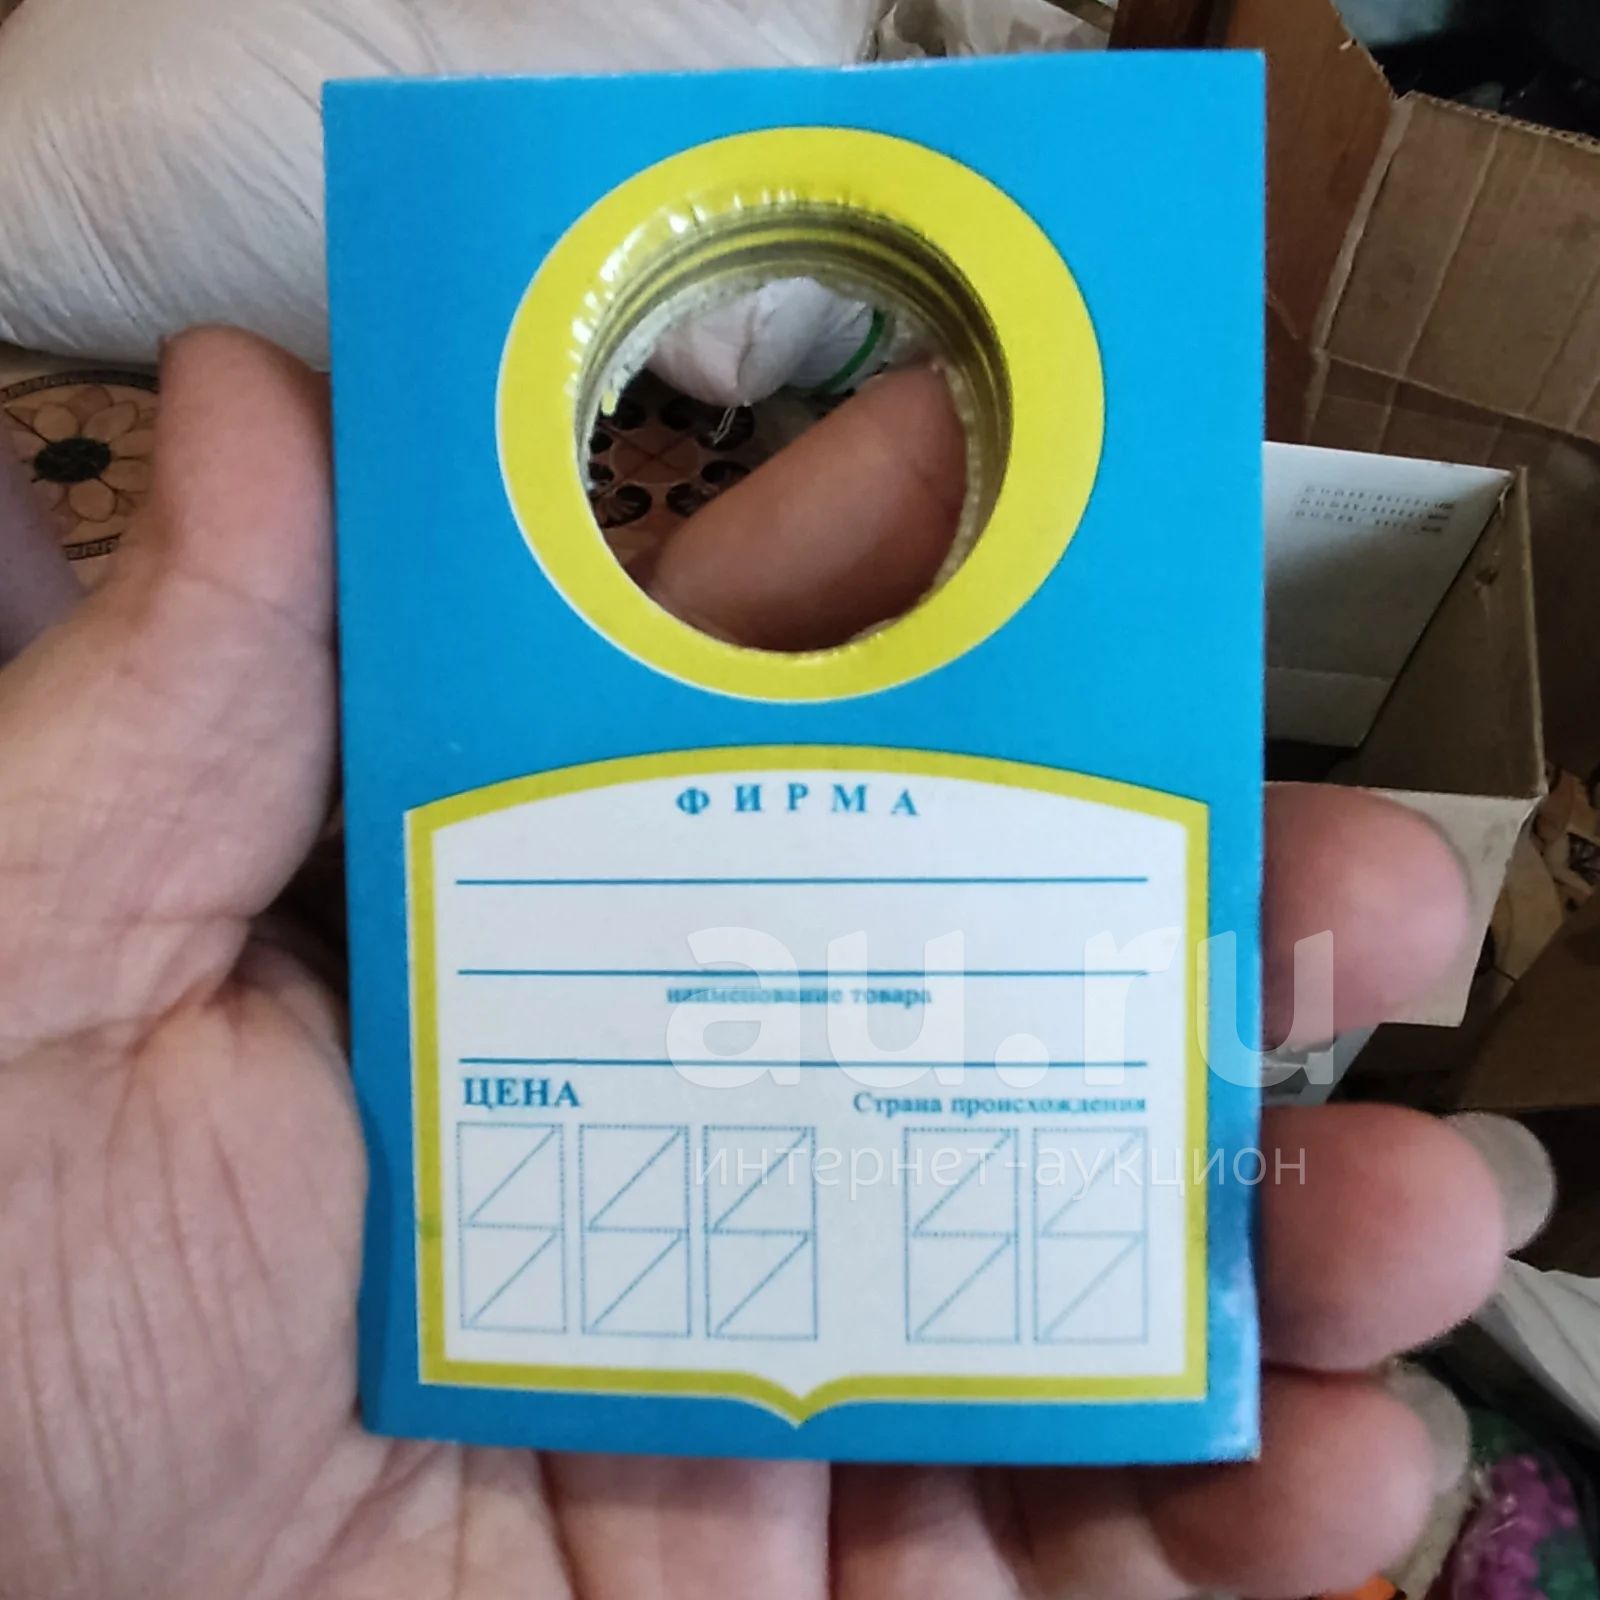 ФИРМА
наименование товара
ЦЕНА
Страна происхождения
au.ru
интернет-аукцион